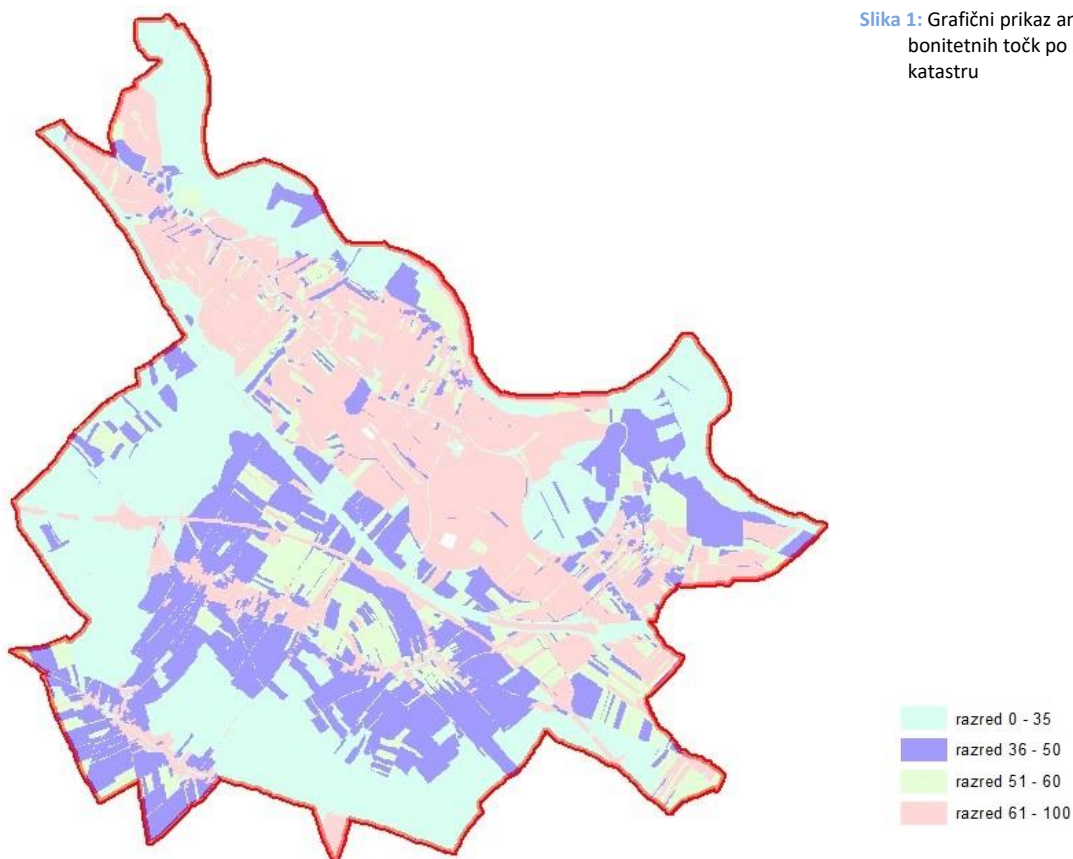 Slika 1: Grafični prikaz ar
bonitetnih točk po
katastru
razred 0 - 35
razred 36 - 50
razred 51 - 60
razred 61 - 100